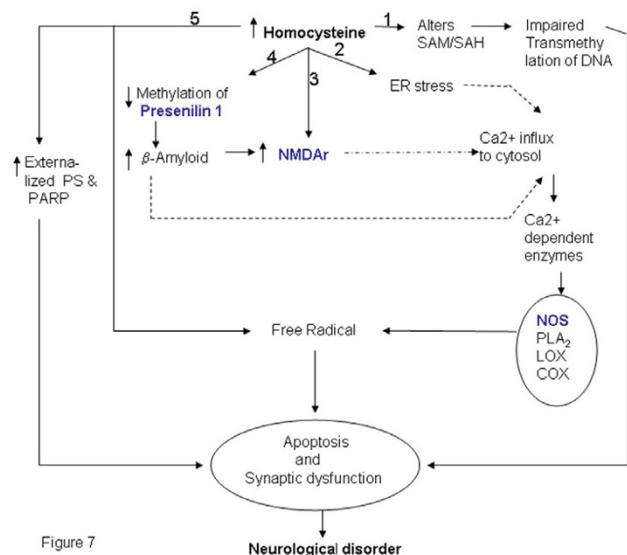 5
↑ Homocysteine
1
Alters
SAM/SAH
Impaired
Transmethy
lation of DNA
4
3
2
↓ Methylation of
Presenilin 1
ER stress
↑ Externa-
lized PS &
PARP
↑ β-Amyloid
↑ NMDAr
Ca2+ influx
to cytosol
Ca2+
dependent
enzymes
Free Radical
NOS
PLA₂
LOX
COX
Apoptosis
and
Synaptic dysfunction
Figure 7
Neurological disorder